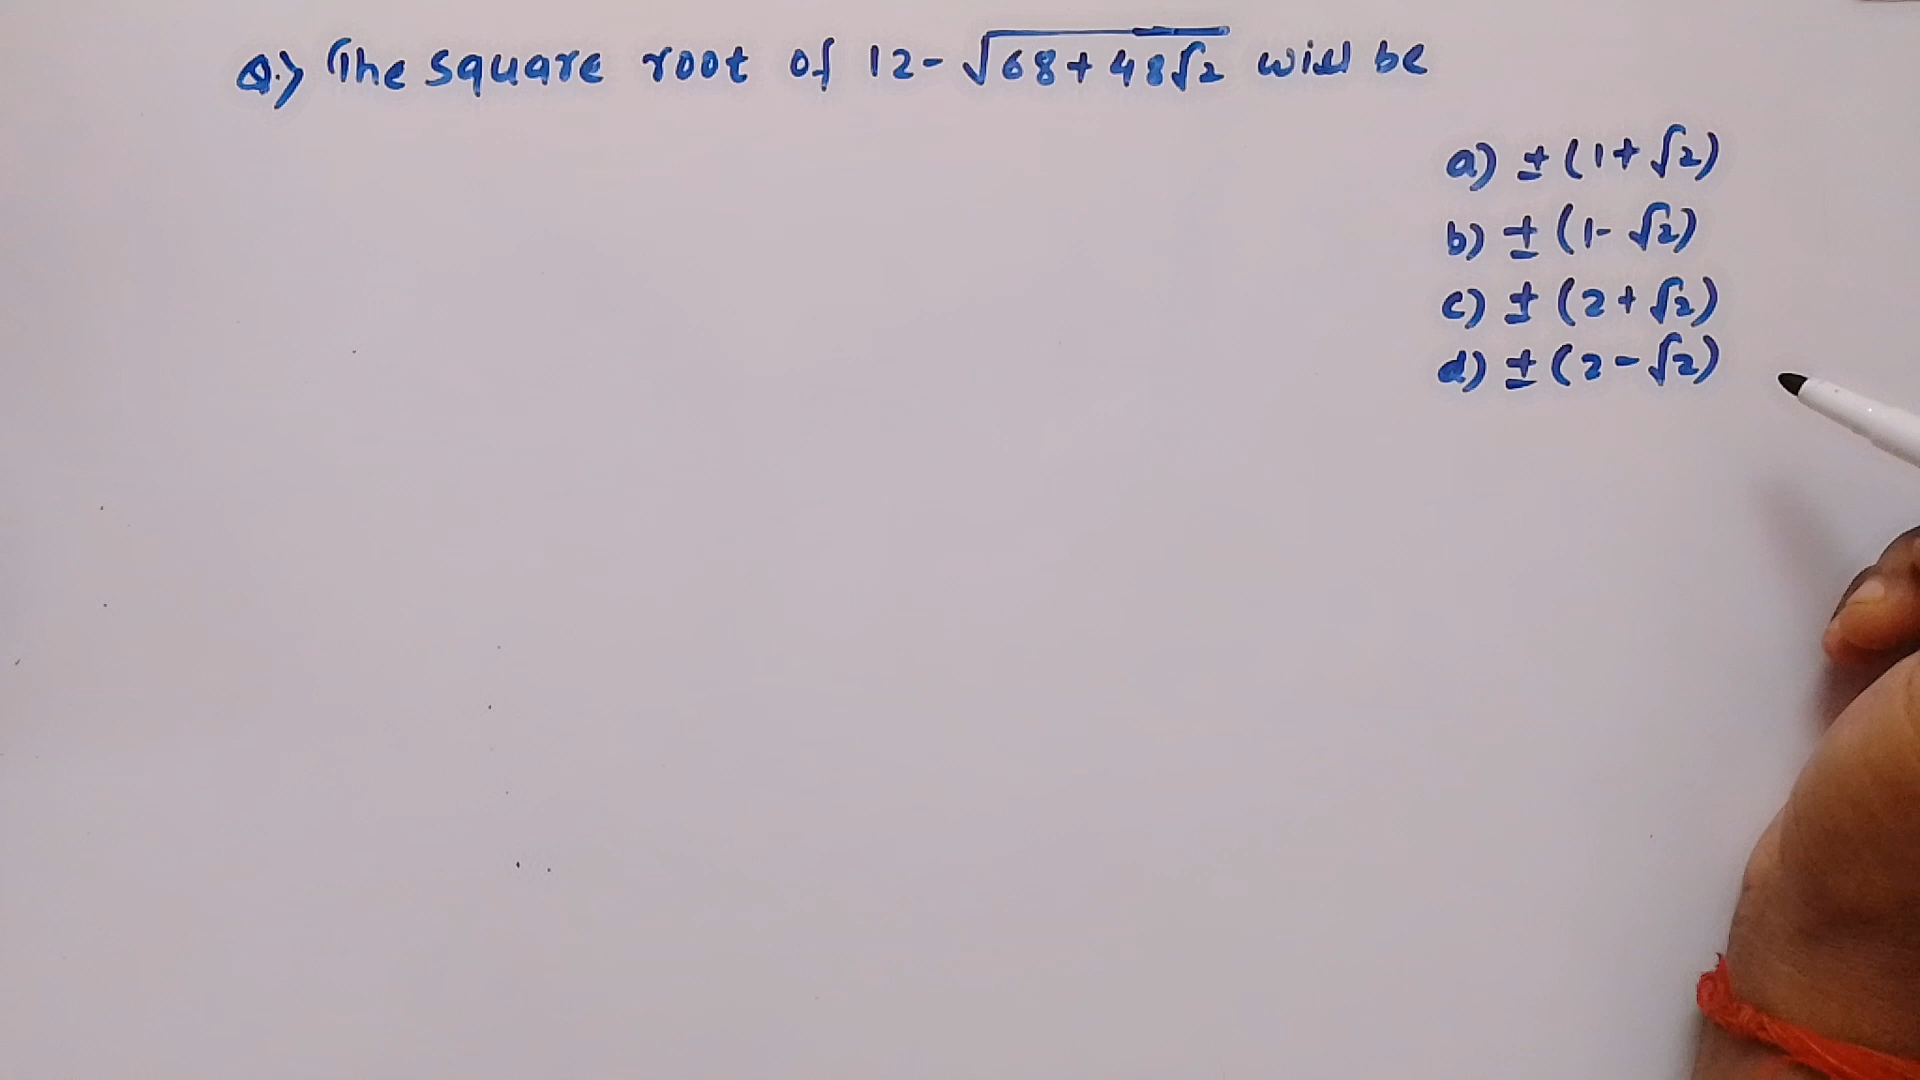 Q.> The square root of 12 - √(68 + 48√2) will be
a) ± (1 + √2)
b) ± (1 - √2)
c) ± (2 + √2)
d) ± (2 - √2)